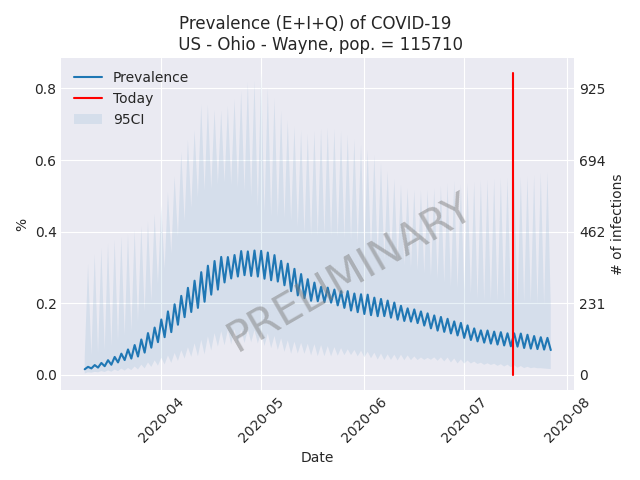 Prevalence (E+I+Q) of COVID-19
US - Ohio - Wayne, pop. = 115710
Prevalence
Today
95CI
0.8
0.6
0.4
0.2
0.0
%
925
694
462
231
0
# of infections
PRELIMINARY
2020-04
2020-05
2020-06
2020-07
2020-08
Date